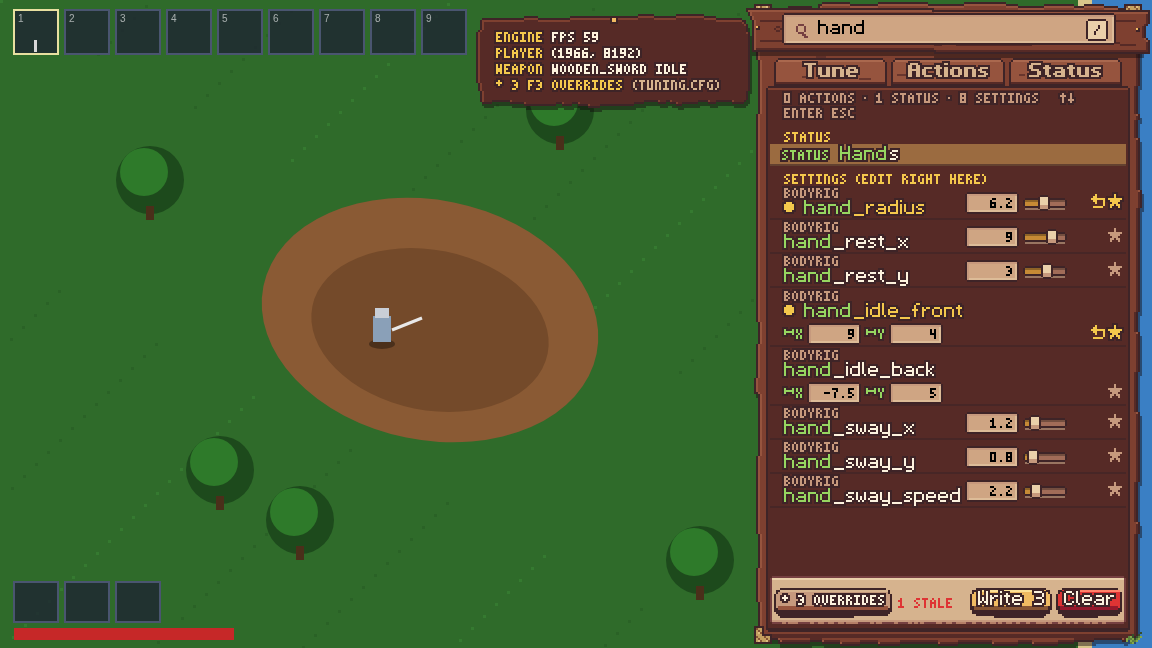 1 2 3 4 5 6 7 8 9
ENGINE FPS 59
PLAYER (1966, 8192)
WEAPON WOODEN_SWORD IDLE
+ 3 F3 OVERRIDES (TUNING.CFG)
hand /
Tune Actions Status
0 ACTIONS · 1 STATUS · 8 SETTINGS ↑↓
ENTER ESC
STATUS
STATUS Hands
SETTINGS (EDIT RIGHT HERE)
BODYRIG
hand_radius 6.2
BODYRIG
hand_rest_x 9
BODYRIG
hand_rest_y 3
BODYRIG
hand_idle_front
X 9 Y 4
BODYRIG
hand_idle_back
X -7.5 Y 5
BODYRIG
hand_sway_x 1.2
BODYRIG
hand_sway_y 0.8
BODYRIG
hand_sway_speed 2.2
+ 3 OVERRIDES 1 STALE Write 3 Clear